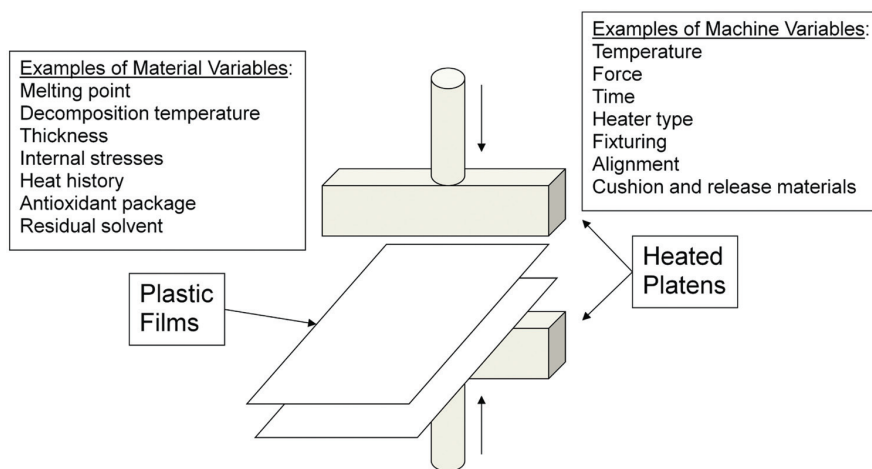 Examples of Material Variables:
Melting point
Decomposition temperature
Thickness
Internal stresses
Heat history
Antioxidant package
Residual solvent
Examples of Machine Variables:
Temperature
Force
Time
Heater type
Fixturing
Alignment
Cushion and release materials
Plastic
Films
Heated
Platens